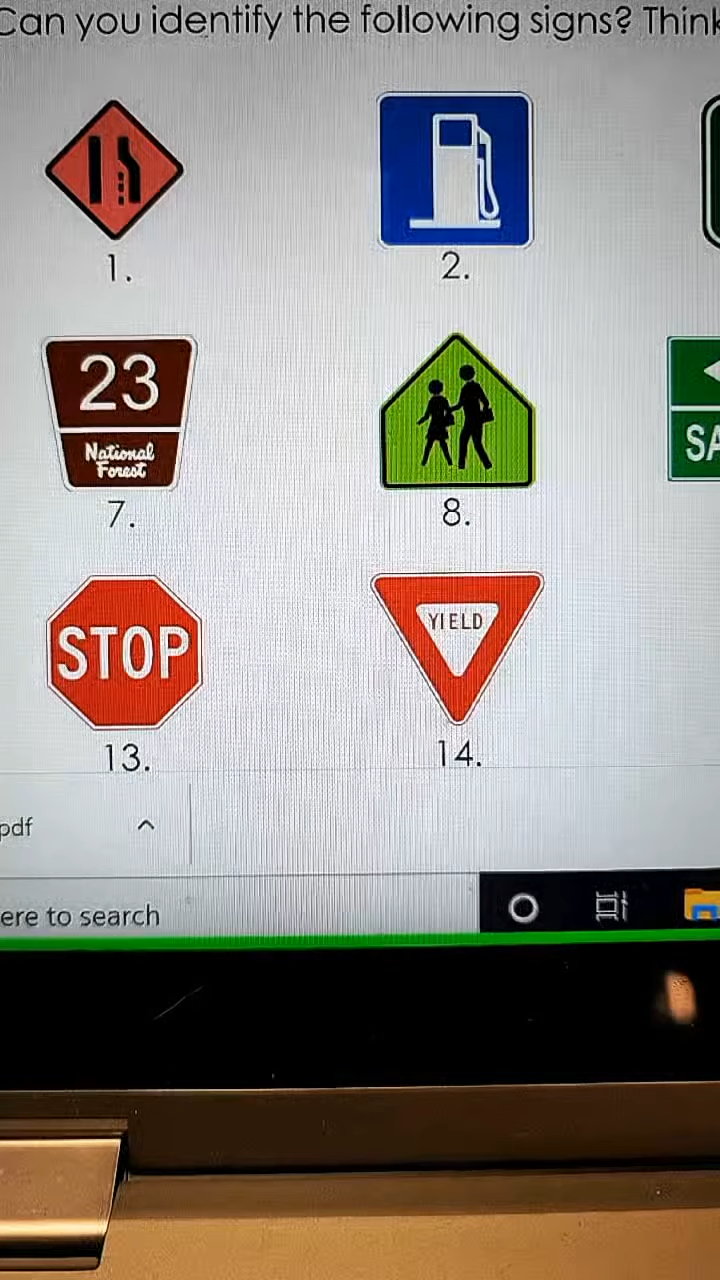 Can you identify the following signs? Think
1.
2.
23
National
Forest
SA
7.
8.
STOP
YIELD
13.
14.
pdf
ere to search